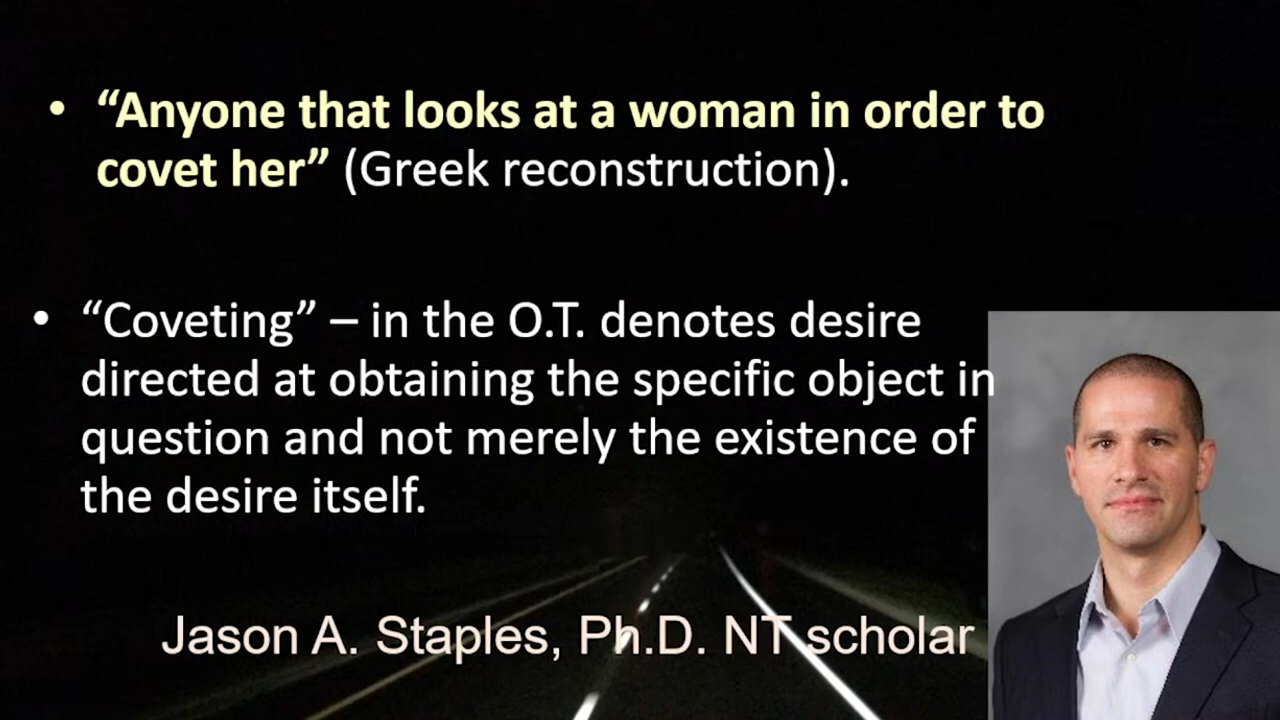 • “Anyone that looks at a woman in order to
covet her” (Greek reconstruction).
• “Coveting” – in the O.T. denotes desire
directed at obtaining the specific object in
question and not merely the existence of
the desire itself.
Jason A. Staples, Ph.D. NT scholar